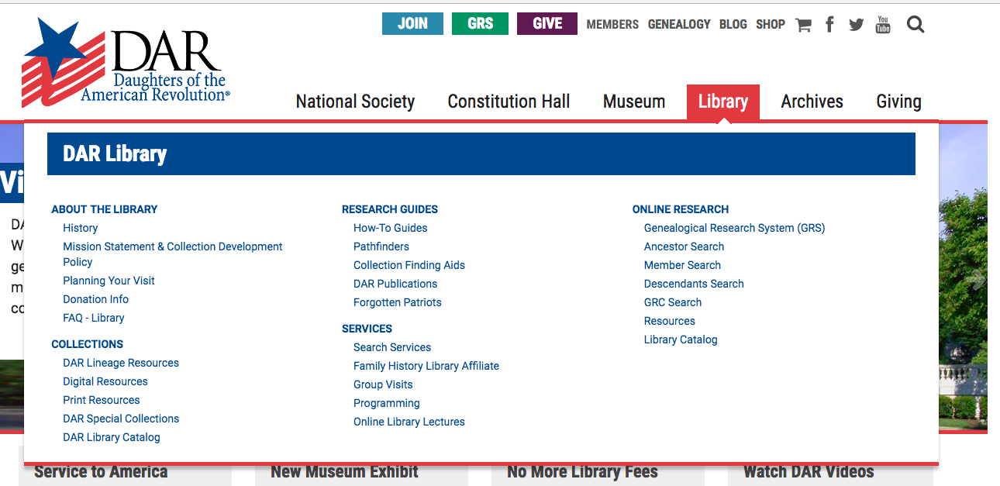 JOIN GRS GIVE MEMBERS GENEALOGY BLOG SHOP You Tube
DAR
Daughters of the
American Revolution®
National Society Constitution Hall Museum Library Archives Giving
DAR Library
ABOUT THE LIBRARY
History
Mission Statement & Collection Development
Policy
Planning Your Visit
Donation Info
FAQ - Library
COLLECTIONS
DAR Lineage Resources
Digital Resources
Print Resources
DAR Special Collections
DAR Library Catalog
RESEARCH GUIDES
How-To Guides
Pathfinders
Collection Finding Aids
DAR Publications
Forgotten Patriots
SERVICES
Search Services
Family History Library Affiliate
Group Visits
Programming
Online Library Lectures
ONLINE RESEARCH
Genealogical Research System (GRS)
Ancestor Search
Member Search
Descendants Search
GRC Search
Resources
Library Catalog
Service to America New Museum Exhibit No More Library Fees Watch DAR Videos